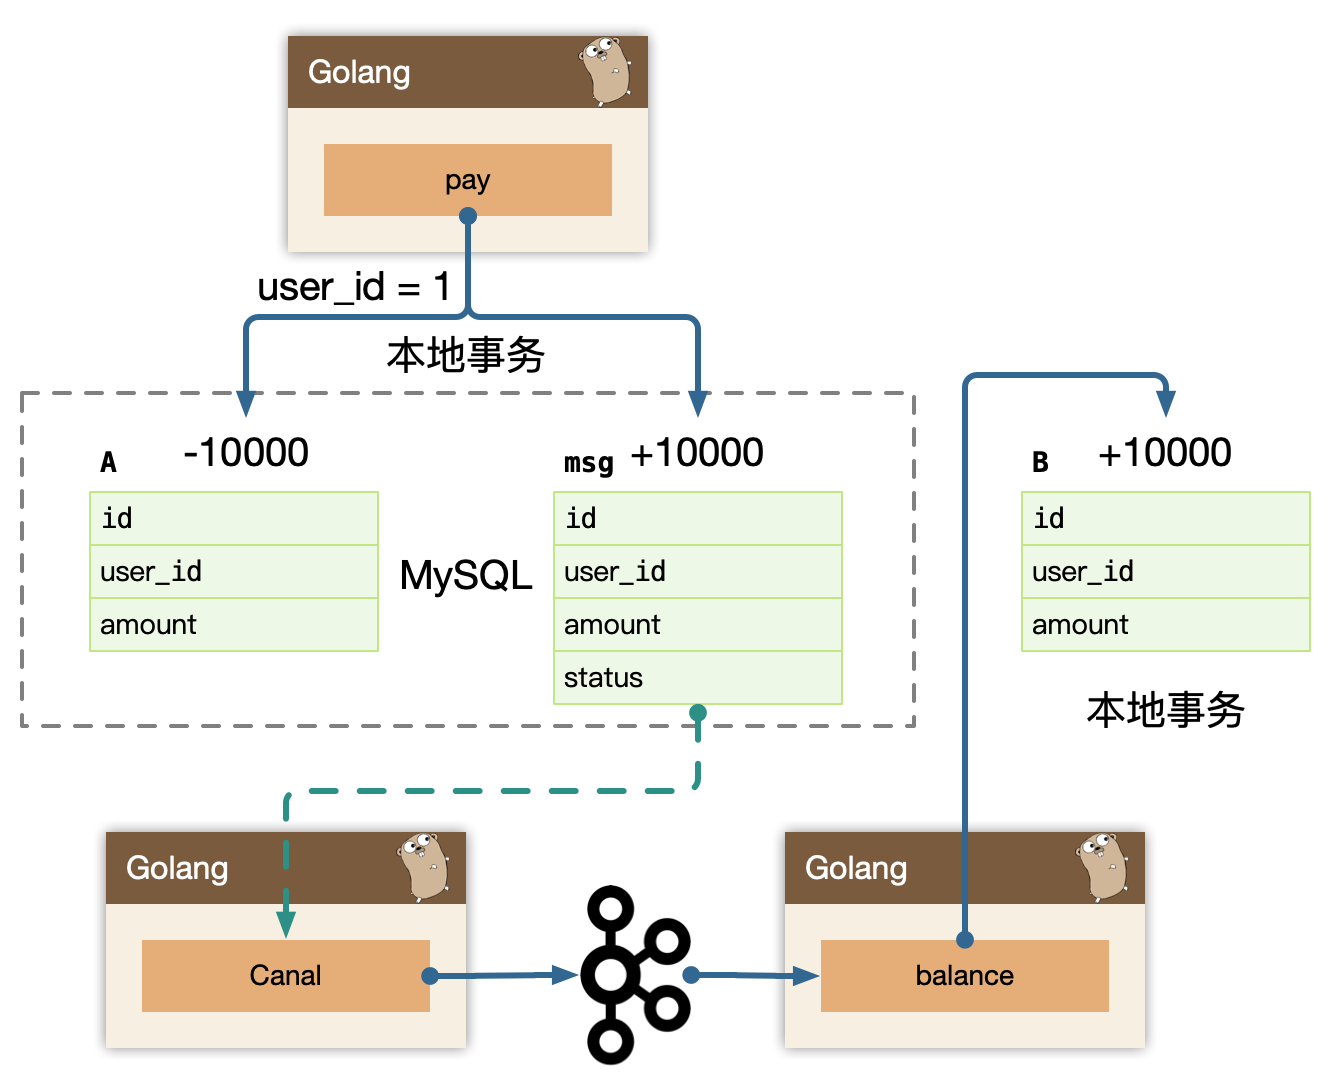 Golang
pay
user_id = 1
本地事务
A -10000
id
user_id
amount
MySQL
msg +10000
id
user_id
amount
status
B +10000
id
user_id
amount
本地事务
Golang
Canal
Golang
balance